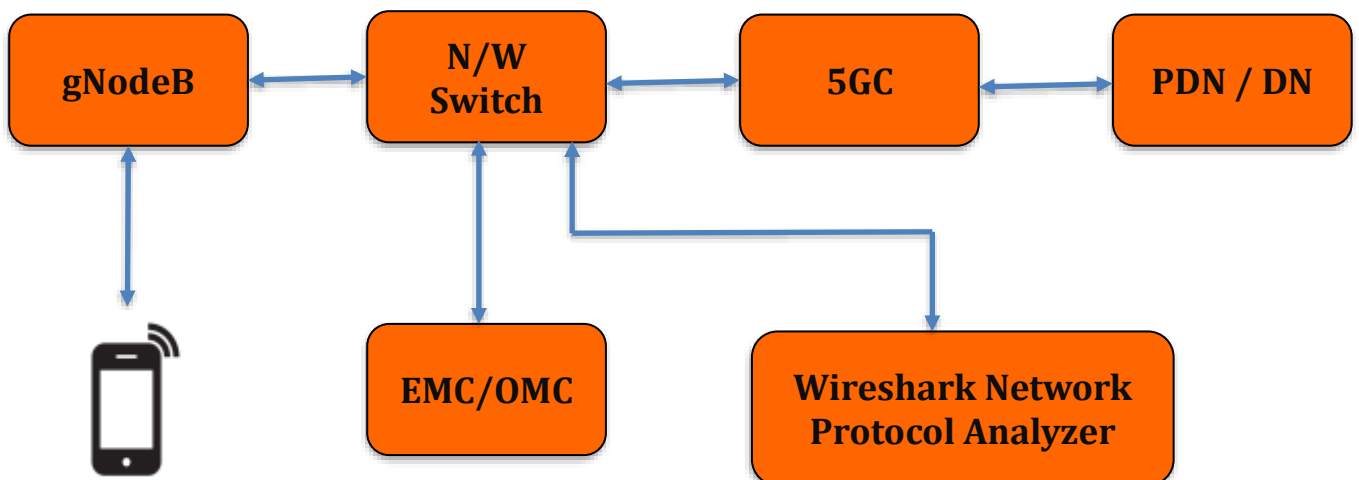 gNodeB
N/W
Switch
5GC
PDN / DN
EMC/OMC
Wireshark Network
Protocol Analyzer